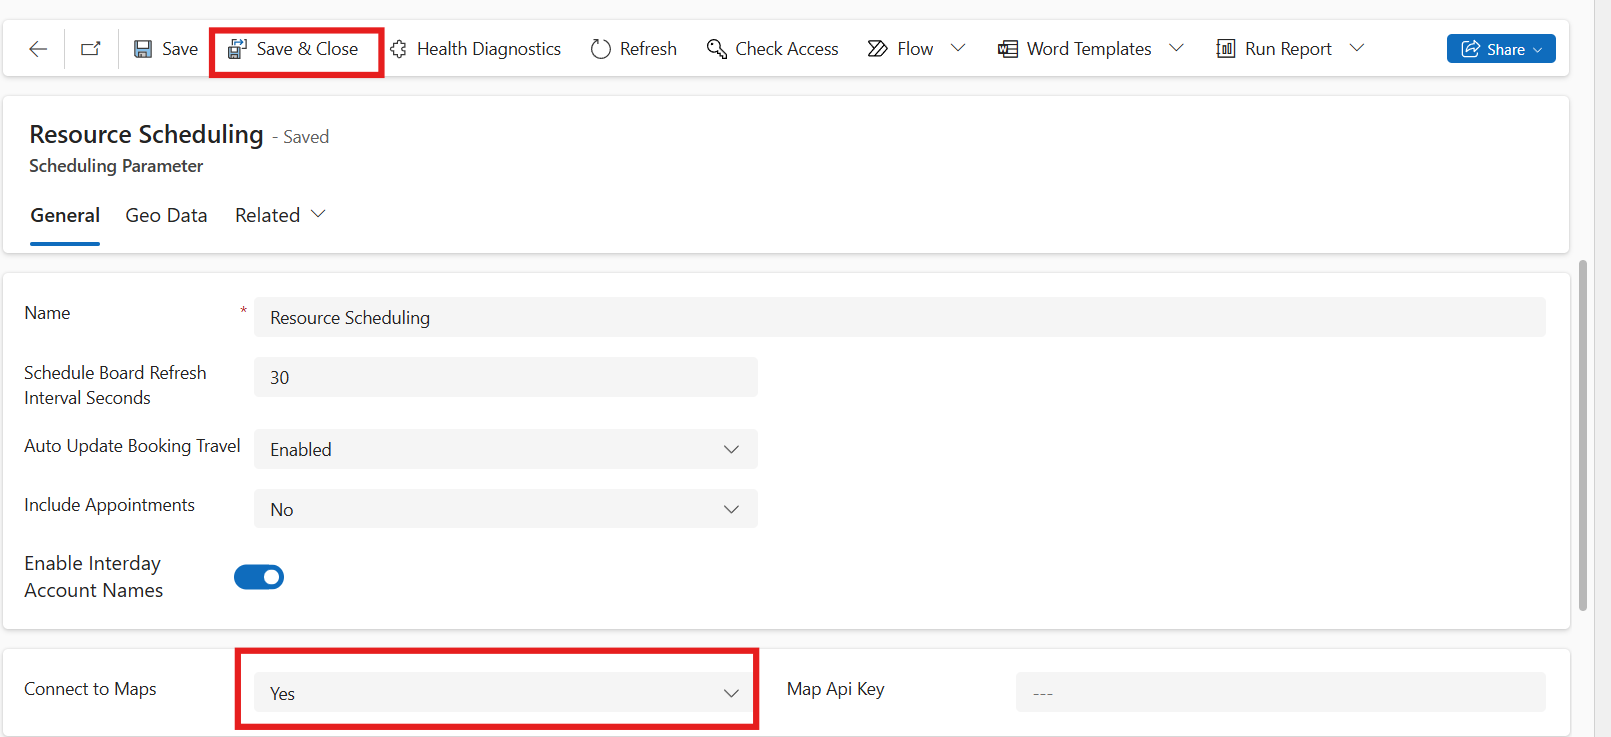 Save
Save & Close
Health Diagnostics
Refresh
Check Access
Flow
Word Templates
Run Report
Share
Resource Scheduling - Saved
Scheduling Parameter
General
Geo Data
Related
Name *
Resource Scheduling
Schedule Board Refresh
Interval Seconds
30
Auto Update Booking Travel
Enabled
Include Appointments
No
Enable Interday
Account Names
Connect to Maps
Yes
Map Api Key
---